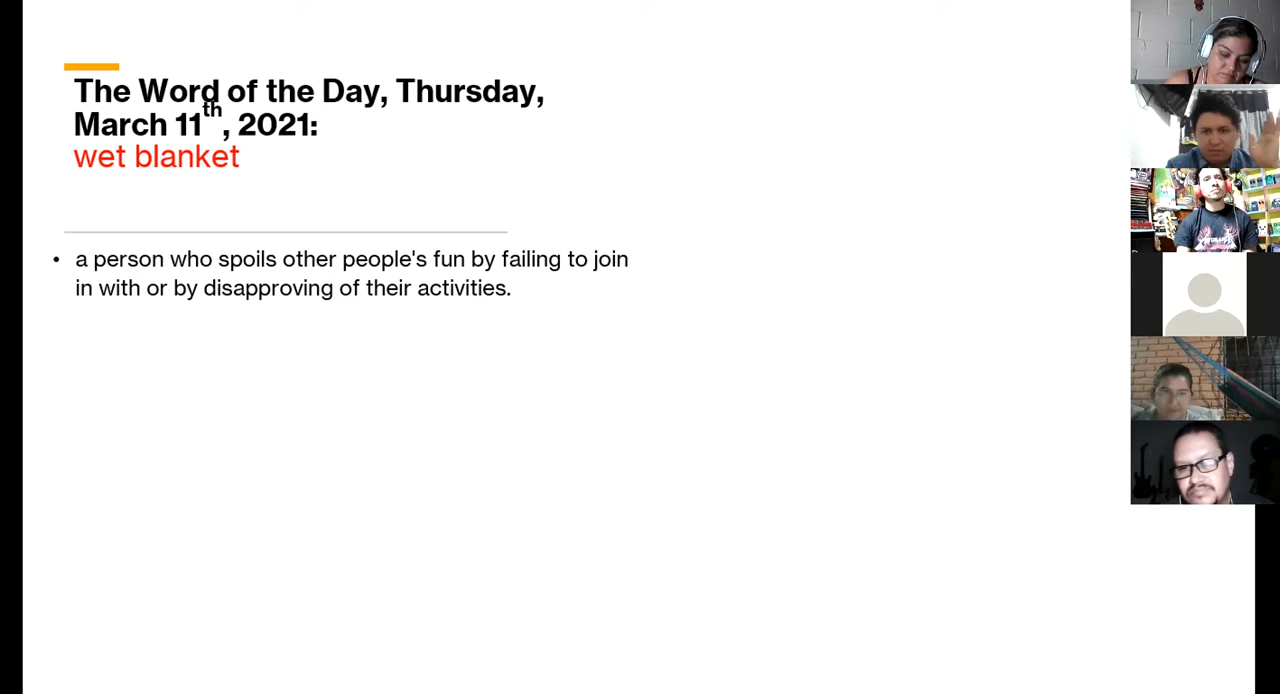 The Word of the Day, Thursday,
March 11th, 2021:
wet blanket
• a person who spoils other people's fun by failing to join
in with or by disapproving of their activities.